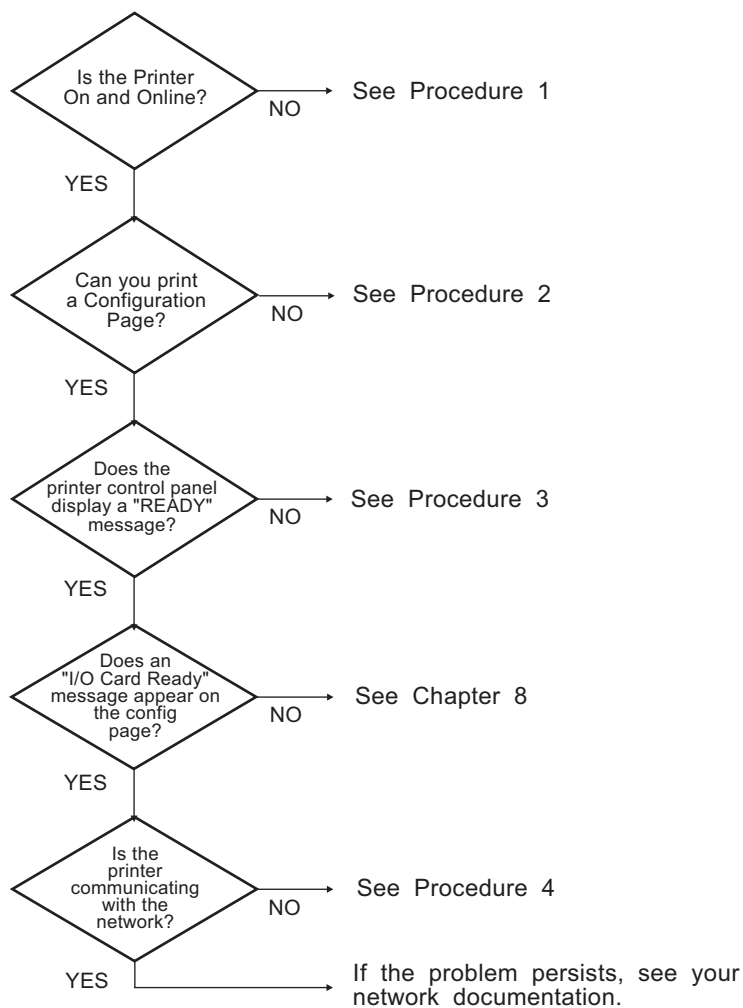 Is the Printer
On and Online?
NO
See Procedure 1
YES
Can you print
a Configuration
Page?
NO
See Procedure 2
YES
Does the
printer control panel
display a "READY"
message?
NO
See Procedure 3
YES
Does an
"I/O Card Ready"
message appear on
the config
page?
NO
See Chapter 8
YES
Is the
printer
communicating
with the
network?
NO
See Procedure 4
YES
If the problem persists, see your
network documentation.